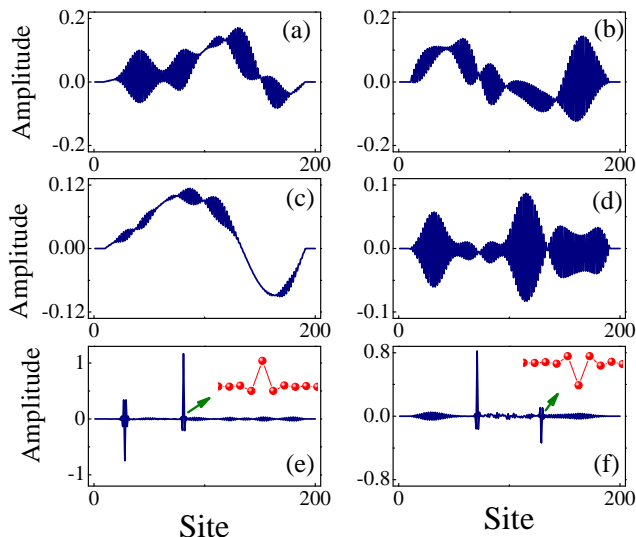 0.2 (a) 0.2 (b)
Amplitude 0.0 0.0
-0.2 -0.2
0 200 0 200
0.12 (c) 0.1 (d)
Amplitude 0.00 0.0
-0.12 -0.1
0 200 0 200
1 0.8
Amplitude 0 0.0
-1 (e) -0.8 (f)
0 200 0 200
Site Site